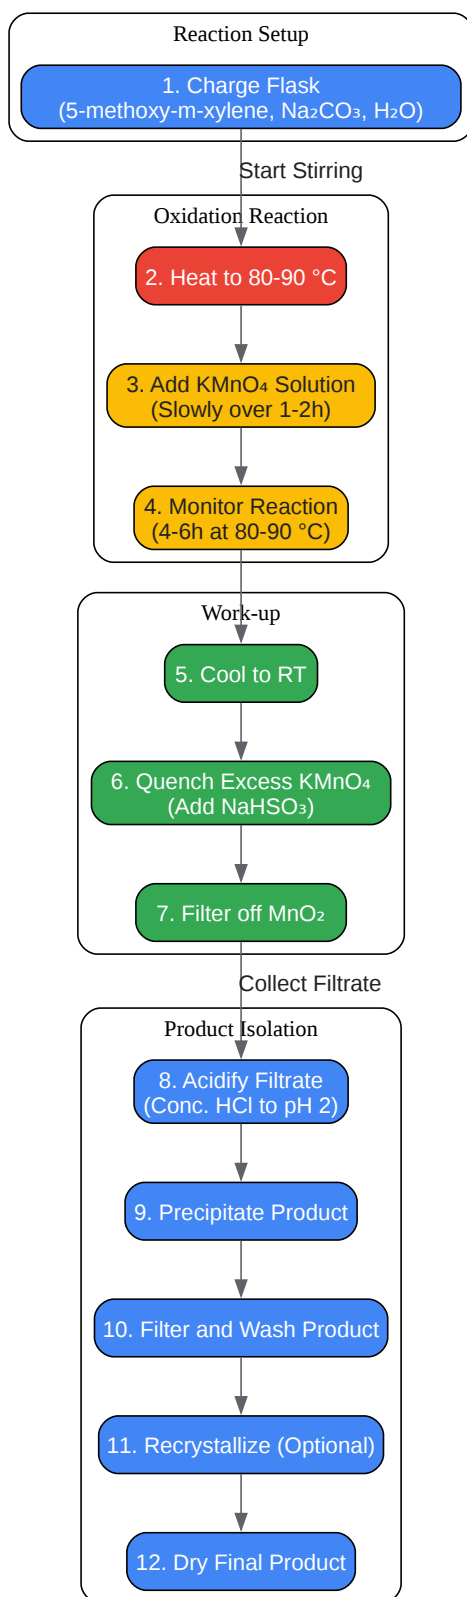 Reaction Setup
1. Charge Flask
(5-methoxy-m-xylene, Na₂CO₃, H₂O)
Start Stirring
Oxidation Reaction
2. Heat to 80-90 °C
3. Add KMnO₄ Solution
(Slowly over 1-2h)
4. Monitor Reaction
(4-6h at 80-90 °C)
Work-up
5. Cool to RT
6. Quench Excess KMnO₄
(Add NaHSO₃)
7. Filter off MnO₂
Collect Filtrate
Product Isolation
8. Acidify Filtrate
(Conc. HCl to pH 2)
9. Precipitate Product
10. Filter and Wash Product
11. Recrystallize (Optional)
12. Dry Final Product